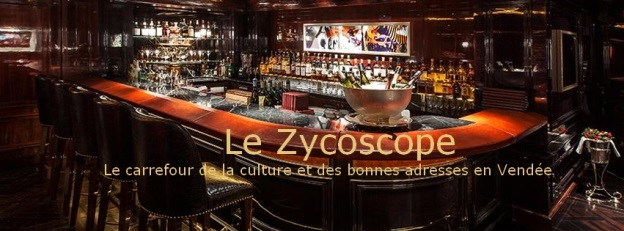 Le Zycoscope
Le carrefour de la culture et des bonnes adresses en Vendée